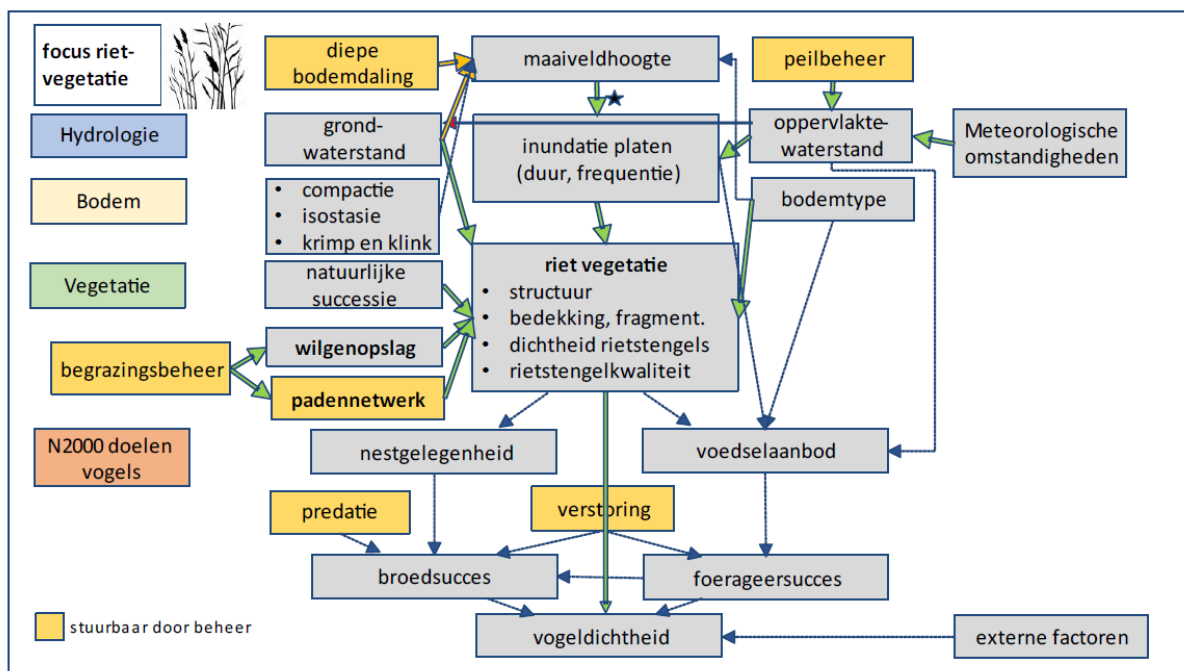 focus riet-
vegetatie
diepe
bodemdaling
maaiveldhoogte
peilbeheer
Hydrologie
grond-
waterstand
inundatie platen
(duur, frequentie)
oppervlakte-
waterstand
Meteorologische
omstandigheden
Bodem
• compactie
• isostasie
• krimp en klink
bodemtype
Vegetatie
natuurlijke
successie
riet vegetatie
• structuur
• bedekking, fragment.
• dichtheid rietstengels
• rietstengelkwaliteit
wilgenopslag
begrazingsbeheer
padennetwerk
N2000 doelen
vogels
nestgelegenheid
voedselaanbod
predatie
verstoring
broedsucces
foerageersucces
stuurbaar door beheer
vogeldichtheid
externe factoren